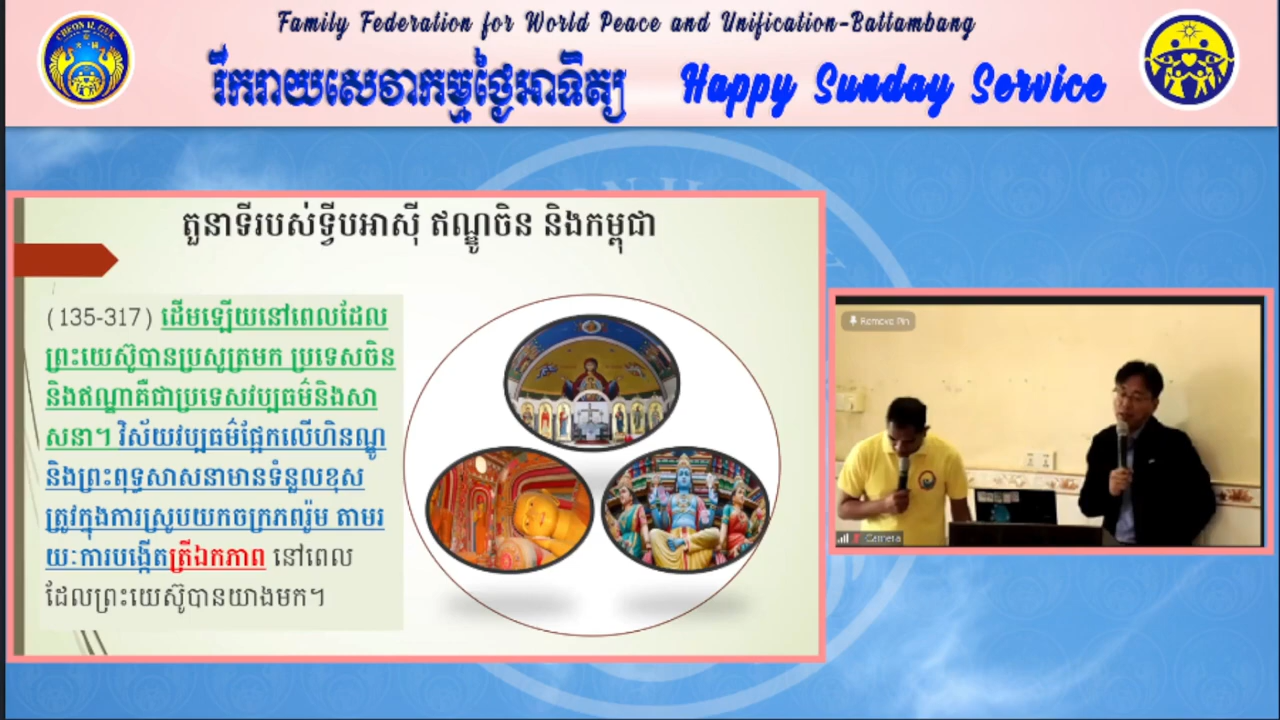 Family Federation for World Peace and Unification-Battambang
រីករាយសេវាកម្មថ្ងៃអាទិត្យ Happy Sunday Service
CHEON IL GUK
តួនាទីរបស់ទ្វីបអាស៊ី ឥណ្ឌូចិន និងកម្ពុជា
(135-317) ដើមឡើយនៅពេលដែល
ព្រះយេស៊ូបានប្រសូត្រមក ប្រទេសចិន
និងឥណ្ឌាគឺជាប្រទេសវប្បធម៌និងសា
សនា។ វិស័យវប្បធម៌ផ្អែកលើហិនណ្ឌូ
និងព្រះពុទ្ធសាសនាមានទំនួលខុស
ត្រូវក្នុងការស្រូបយកចក្រភពរ៉ូម តាមរ
យៈការបង្កើតត្រីឯកភាព នៅពេល
ដែលព្រះយេស៊ូបានយាងមក។
Remove Pin
Camera